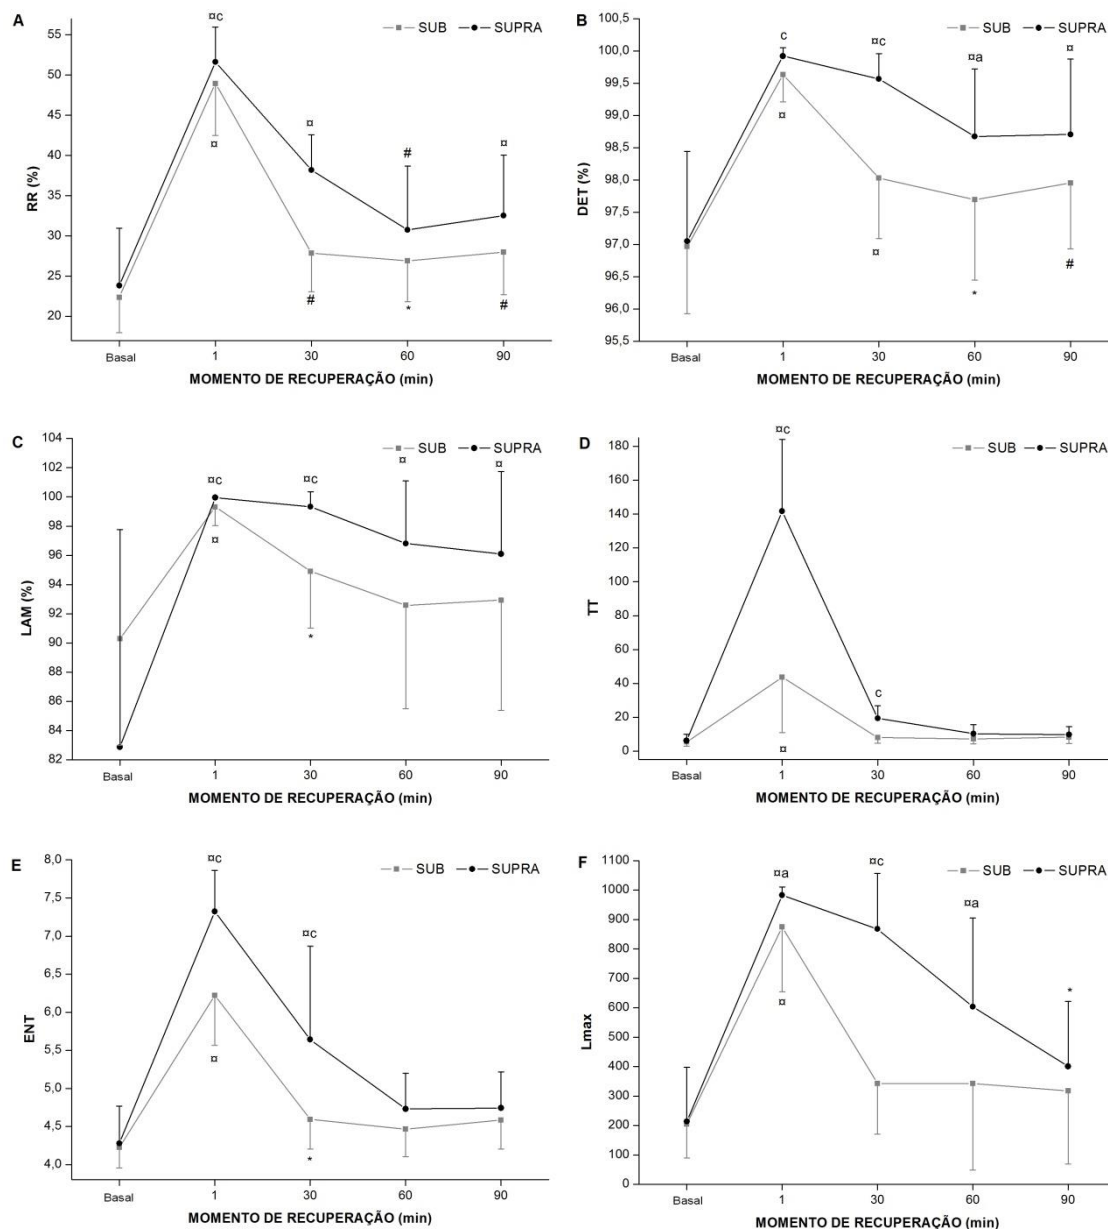 A
SUB SUPRA
RR (%)
55
50
45
40
35
30
25
20
¤c
¤
¤
#
#
*
¤
#
Basal 1 30 60 90
MOMENTO DE RECUPERAÇÃO (min)
B
SUB SUPRA
DET (%)
100,0
99,5
99,0
98,5
98,0
97,5
97,0
96,5
96,0
95,5
c
¤
¤c
¤
¤a
*
¤
#
Basal 1 30 60 90
MOMENTO DE RECUPERAÇÃO (min)
C
SUB SUPRA
LAM (%)
104
102
100
98
96
94
92
90
88
86
84
82
¤c
¤
¤c
*
¤
¤
Basal 1 30 60 90
MOMENTO DE RECUPERAÇÃO (min)
D
SUB SUPRA
TT
180
160
140
120
100
80
60
40
20
0
¤c
¤
c
Basal 1 30 60 90
MOMENTO DE RECUPERAÇÃO (min)
E
SUB SUPRA
ENT
8,0
7,5
7,0
6,5
6,0
5,5
5,0
4,5
4,0
¤c
¤
¤c
*
Basal 1 30 60 90
MOMENTO DE RECUPERAÇÃO (min)
F
SUB SUPRA
Lmax
1100
1000
900
800
700
600
500
400
300
200
100
0
¤a
¤
¤c
¤a
*
Basal 1 30 60 90
MOMENTO DE RECUPERAÇÃO (min)